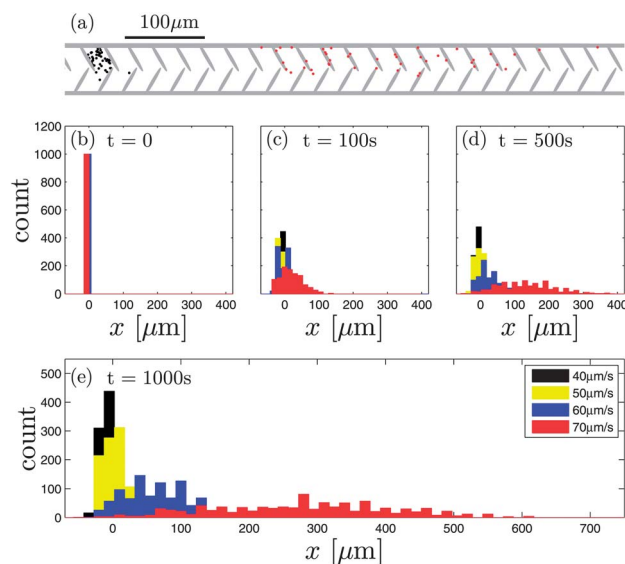 (a) 100μm
(b) t = 0
(c) t = 100s
(d) t = 500s
1200
1000
800
600
400
200
0
count
0 100 200 300 400
0 100 200 300 400
0 100 200 300 400
x [μm]
x [μm]
x [μm]
(e) t = 1000s
500
400
300
200
100
0
count
40μm/s
50μm/s
60μm/s
70μm/s
0 100 200 300 400 500 600 700
x [μm]